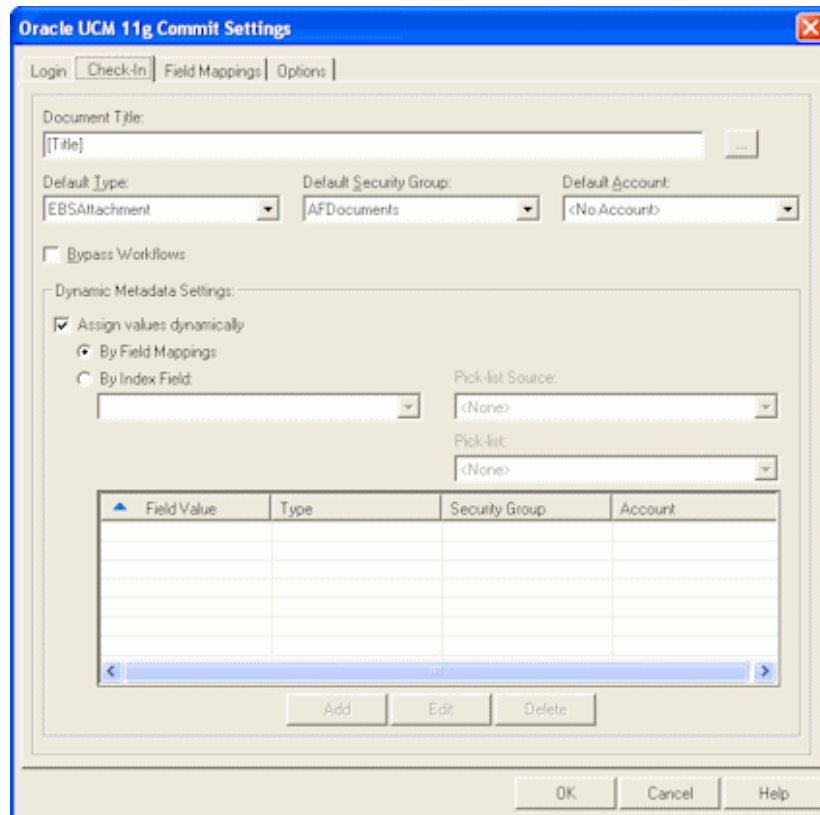 Oracle UCM 11g Commit Settings
Login Check-In Field Mappings Options
Document Title:
[Title]
...
Default Type: Default Security Group: Default Account:
EBSAttachment AFDocuments <No Account>
Bypass Workflows
Dynamic Metadata Settings:
Assign values dynamically
By Field Mappings
By Index Field: Pick-list Source:
<None>
Pick-list:
<None>
Field Value Type Security Group Account
Add Edit Delete
OK Cancel Help